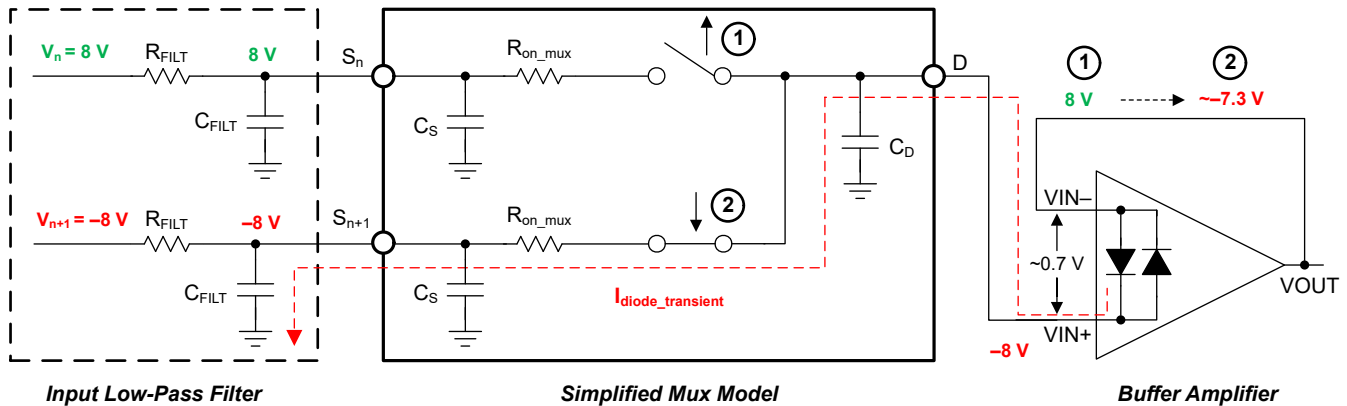 Vn = 8 V
RFILT
8 V
Sn
Ron_mux
1
D
1
2
8 V
~–7.3 V
CFILT
CS
CD
Vn+1 = –8 V
RFILT
–8 V
Sn+1
Ron_mux
2
VIN–
~0.7 V
VOUT
CFILT
CS
Idiode_transient
–8 V
VIN+
Input Low-Pass Filter
Simplified Mux Model
Buffer Amplifier